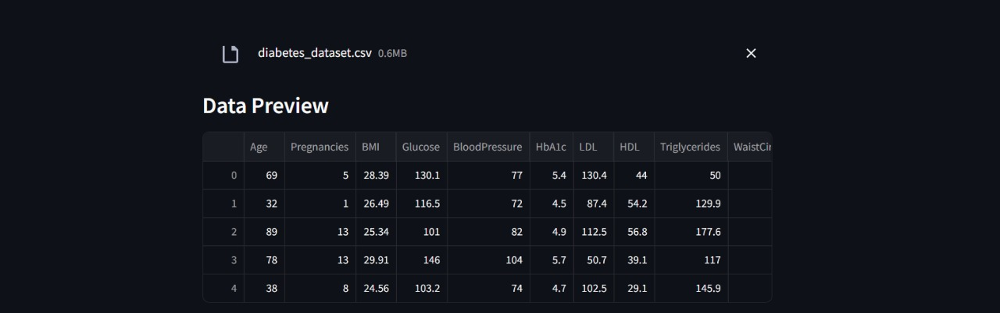 diabetes_dataset.csv 0.6MB
Data Preview
Age Pregnancies BMI Glucose BloodPressure HbA1c LDL HDL Triglycerides WaistCir
0 69 5 28.39 130.1 77 5.4 130.4 44 50
1 32 1 26.49 116.5 72 4.5 87.4 54.2 129.9
2 89 13 25.34 101 82 4.9 112.5 56.8 177.6
3 78 13 29.91 146 104 5.7 50.7 39.1 117
4 38 8 24.56 103.2 74 4.7 102.5 29.1 145.9